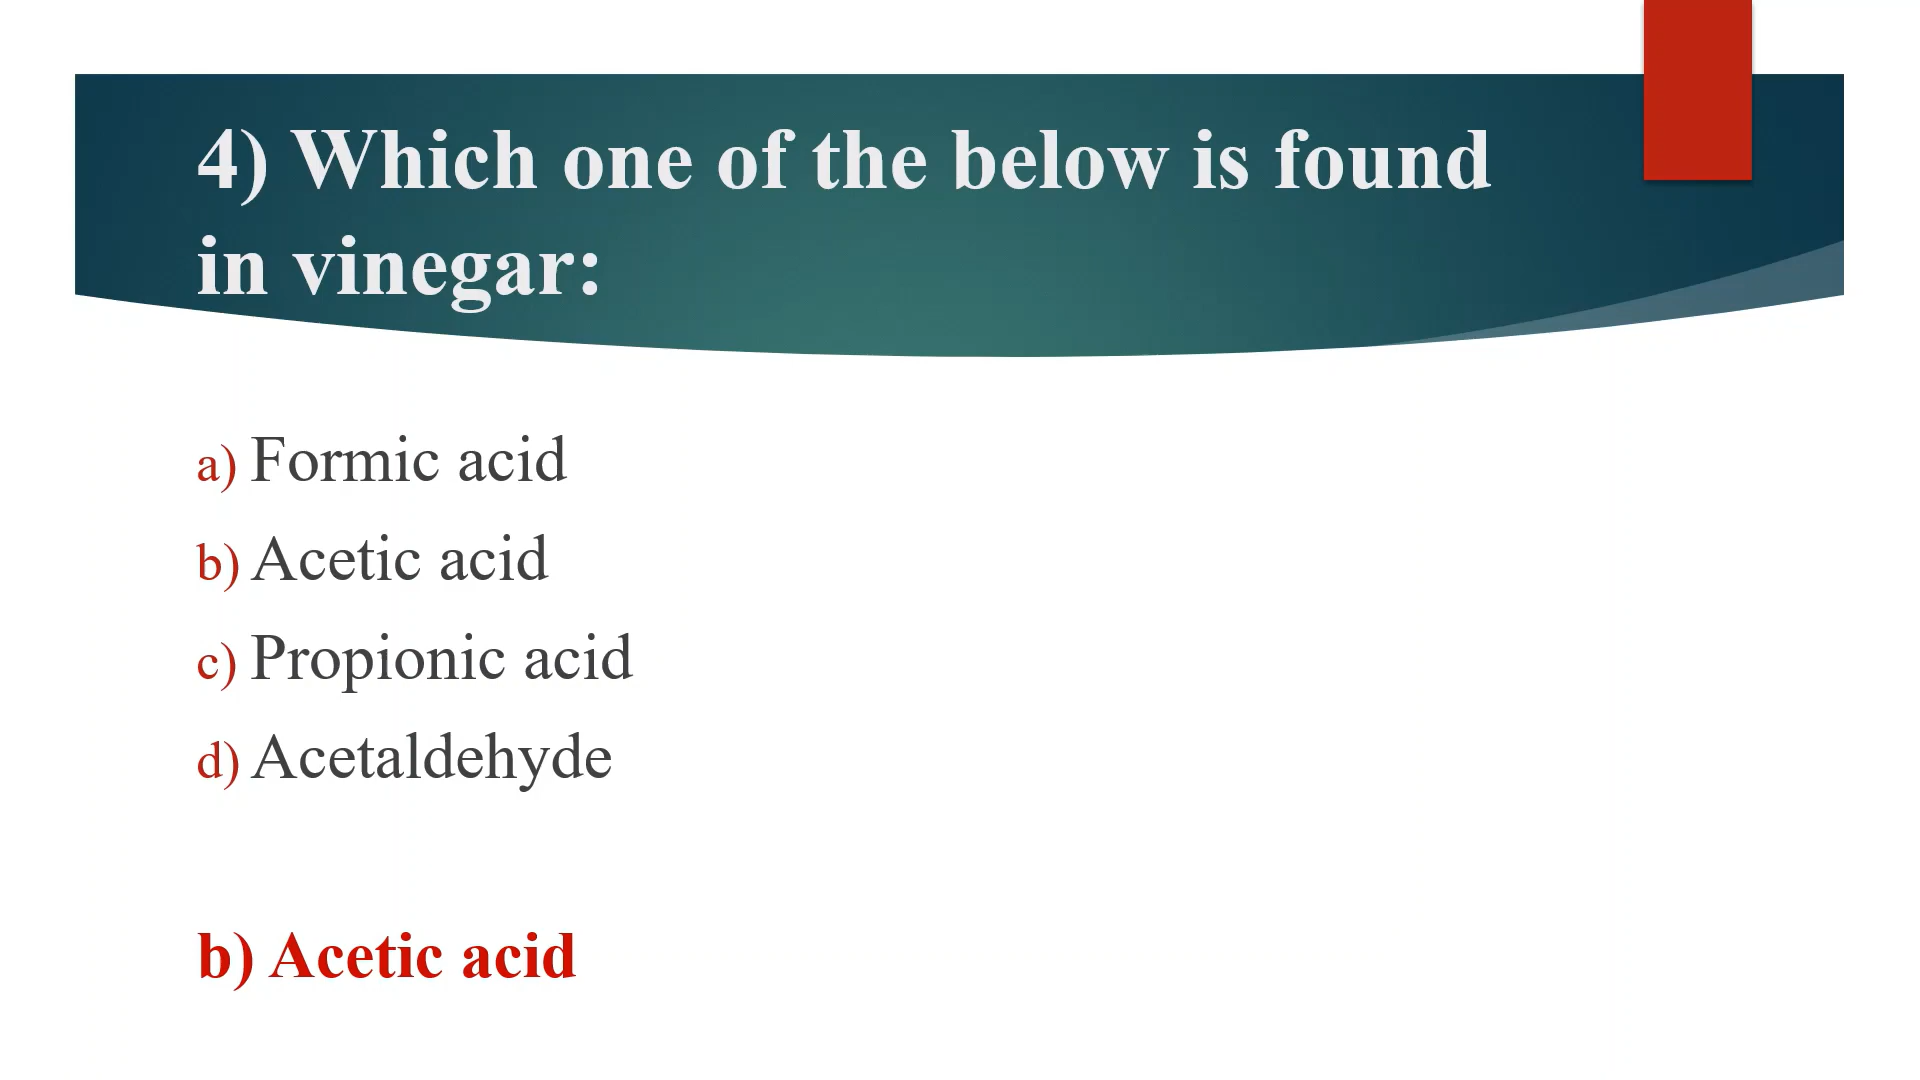 4) Which one of the below is found
in vinegar:
a) Formic acid
b) Acetic acid
c) Propionic acid
d) Acetaldehyde
b) Acetic acid